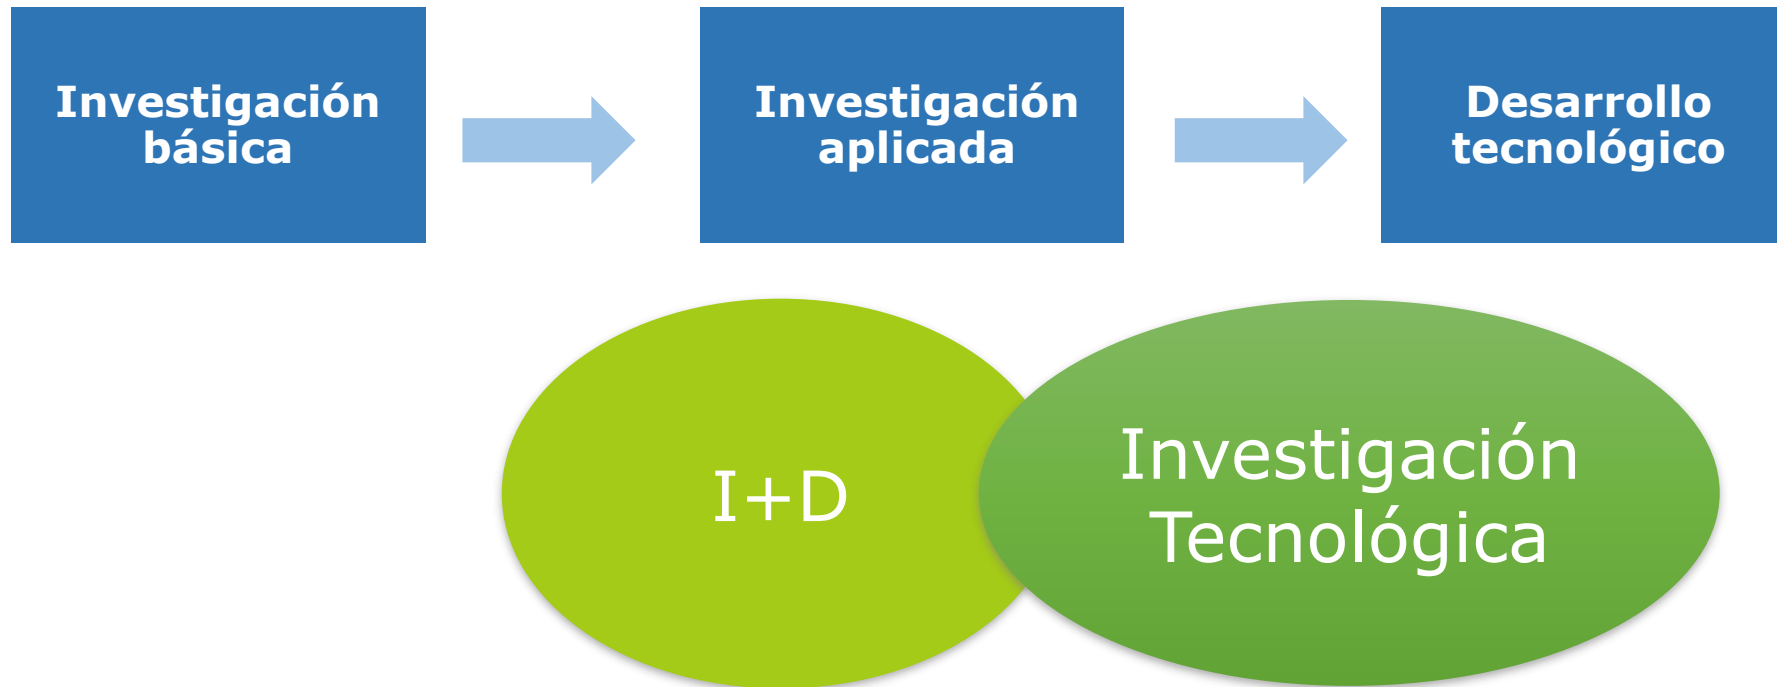 Investigación
básica
Investigación
aplicada
Desarrollo
tecnológico
I+D
Investigación
Tecnológica